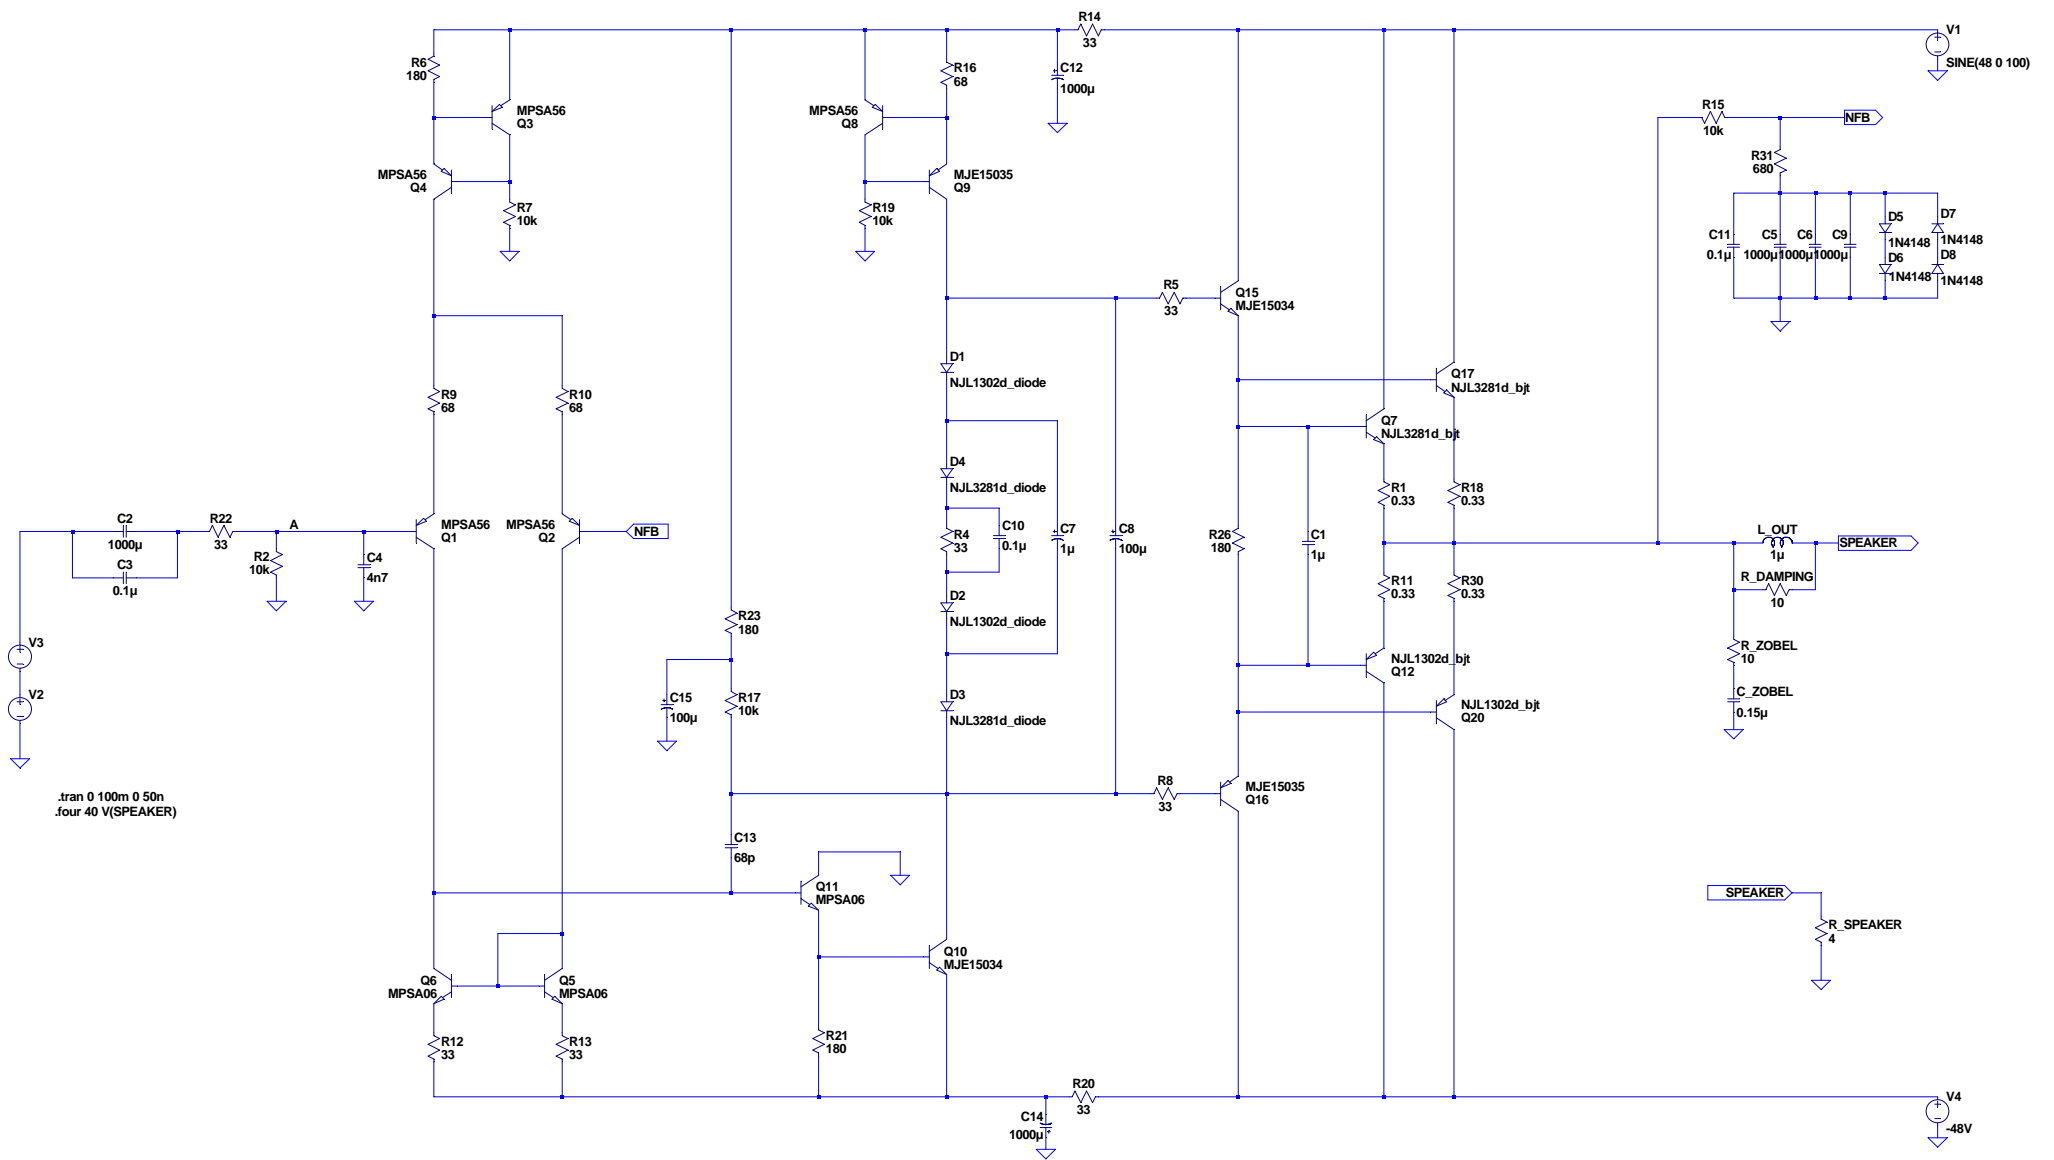 R14
33
V1
SINE(48 0 100)
R6
180
R16
68
C12
1000µ
MPSA56
Q3
MPSA56
Q8
R15
10k
NFB
R31
680
MPSA56
Q4
MJE15035
Q9
R7
10k
R19
10k
C11
0.1µ
C5
1000µ
C6
1000µ
C9
1000µ
D5
1N4148
D6
1N4148
D7
1N4148
D8
1N4148
R5
33
Q15
MJE15034
D1
NJL1302d_diode
Q17
NJL3281d_bjt
R9
68
R10
68
Q7
NJL3281d_bjt
D4
NJL3281d_diode
R1
0.33
R18
0.33
C2
1000µ
R22
33
A
MPSA56
Q1
MPSA56
Q2
NFB
R4
33
C10
0.1µ
C7
1µ
C8
100µ
R26
180
C1
1µ
L_OUT
1µ
SPEAKER
R2
10k
C4
4n7
C3
0.1µ
R11
0.33
R30
0.33
R_DAMPING
10
D2
NJL1302d_diode
R23
180
V3
V2
NJL1302d_bjt
Q12
R_ZOBEL
10
C15
100µ
R17
10k
D3
NJL3281d_diode
NJL1302d_bjt
Q20
C_ZOBEL
0.15µ
.tran 0 100m 0 50n
.four 40 V(SPEAKER)
R8
33
MJE15035
Q16
C13
68p
Q11
MPSA06
SPEAKER
R_SPEAKER
4
Q10
MJE15034
Q6
MPSA06
Q5
MPSA06
R12
33
R13
33
R21
180
R20
33
C14
1000µ
V4
-48V